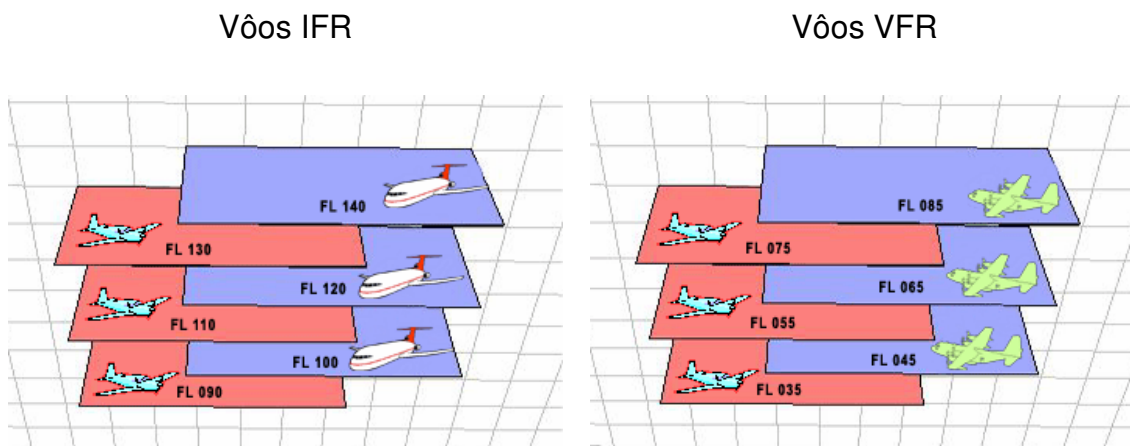 Vôos IFR
FL 140
FL 130
FL 120
FL 110
FL 100
FL 090
Vôos VFR
FL 085
FL 075
FL 065
FL 055
FL 045
FL 035